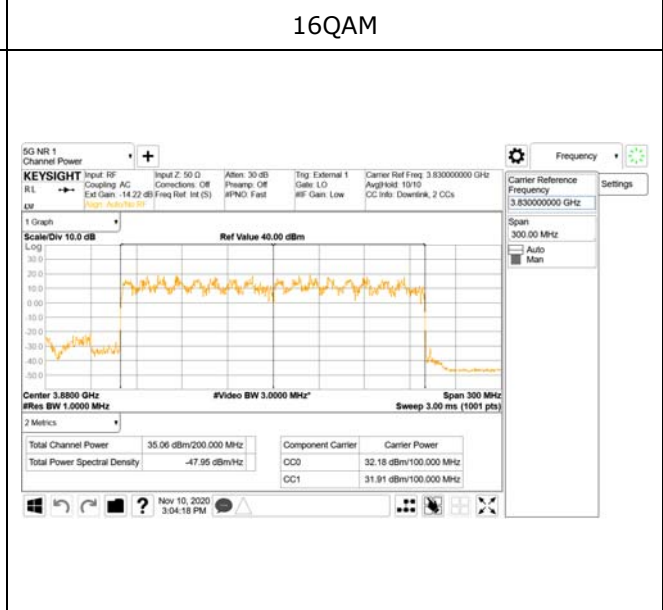 16QAM
5G NR 1
Channel Power
Frequency
KEYSIGHT
Input: RF
Input Z: 50 Ω
Atten: 30 dB
Trig: External 1
Carrier Ref Freq: 3.830000000 GHz
RL
Coupling: AC
Corrections: Off
Preamp: Off
Gate: LO
Avg|Hold: 10/10
Ext Gain: -14.22 dB
Freq Ref: Int (S)
#PNO: Fast
#IF Gain: Low
CC Info: Downlink, 2 CCs
Align: Auto/No RF
Carrier Reference
Frequency
3.830000000 GHz
Settings
Span
300.00 MHz
Auto
Man
1 Graph
Scale/Div 10.0 dB
Ref Value 40.00 dBm
Log
30.0
20.0
10.0
0.00
-10.0
-20.0
-30.0
-40.0
-50.0
Center 3.8800 GHz
#Video BW 3.0000 MHz*
Span 300 MHz
#Res BW 1.0000 MHz
Sweep 3.00 ms (1001 pts)
2 Metrics
Total Channel Power
35.06 dBm/200.000 MHz
Total Power Spectral Density
-47.95 dBm/Hz
Component Carrier
Carrier Power
CC0
32.18 dBm/100.000 MHz
CC1
31.91 dBm/100.000 MHz
?
Nov 10, 2020
3:04:18 PM